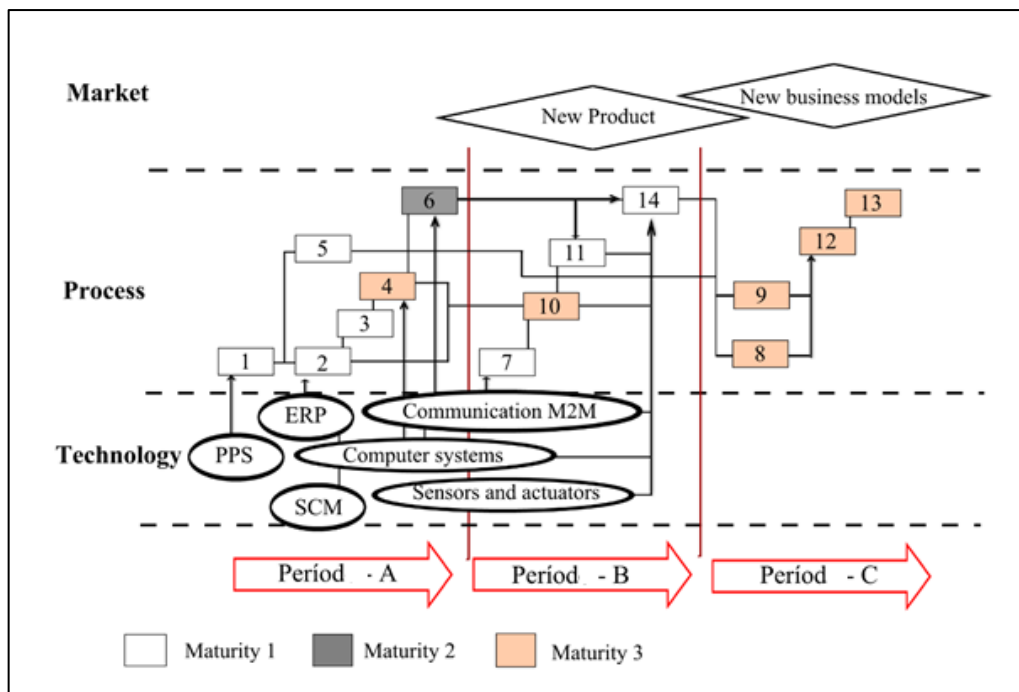 Market
New Product
New business models
6
14
13
5
11
12
Process
4
10
9
3
1
2
7
8
ERP
Communication M2M
Technology
PPS
Computer systems
SCM
Sensors and actuators
Períod - A
Períod - B
Períod - C
Maturity 1
Maturity 2
Maturity 3